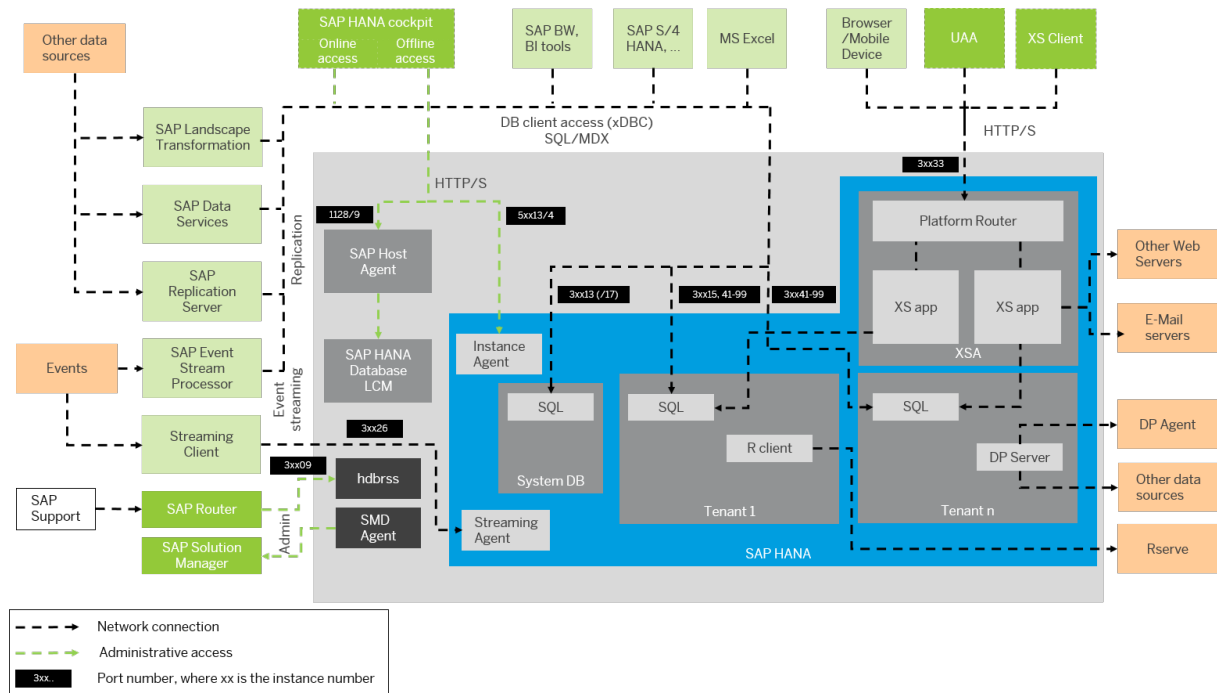 SAP HANA cockpit
Online
access
Offline
access
SAP BW,
BI tools
SAP S/4
HANA, ...
MS Excel
Browser
/Mobile
Device
UAA
XS Client
Other data
sources
DB client access (xDBC)
SQL/MDX
HTTP/S
SAP Landscape
Transformation
HTTP/S
3xx33
SAP Data
Services
1128/9
5xx13/4
Platform Router
Replication
SAP Host
Agent
Other Web
Servers
SAP
Replication
Server
3xx13 (/17)
3xx15, 41-99
3xx41-99
XS app
XS app
E-Mail
servers
Instance
Agent
XSA
Events
SAP Event
Stream
Processor
SAP HANA
Database
LCM
Event
streaming
SQL
SQL
SQL
Streaming
Client
3xx26
R client
DP Server
DP Agent
3xx09
hdbrss
System DB
Other data
sources
SAP
Support
SAP Router
Admin
SMD
Agent
Streaming
Agent
Tenant 1
Tenant n
SAP Solution
Manager
SAP HANA
Rserve
Network connection
Administrative access
3xx..
Port number, where xx is the instance number